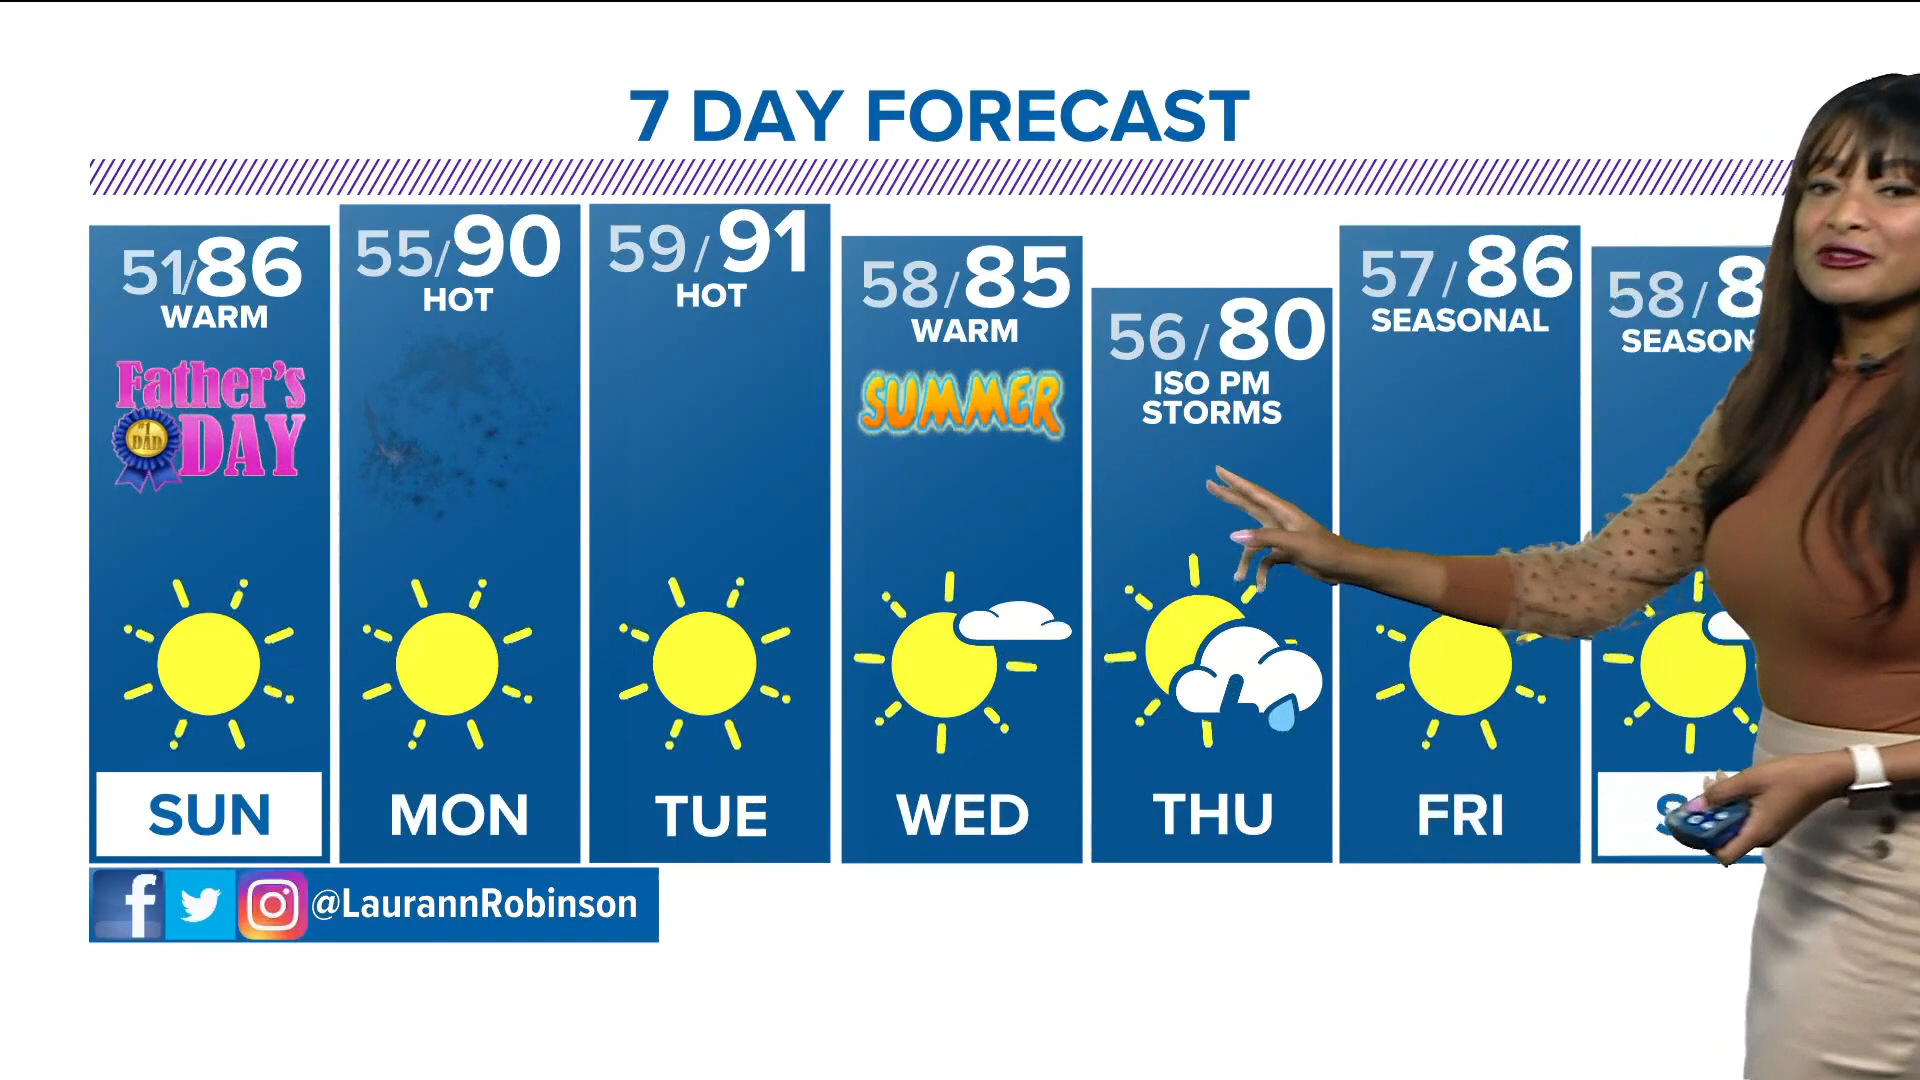 7 DAY FORECAST
51/86
WARM
Father's
DAY
#1
DAD
SUN
55/90
HOT
MON
59/91
HOT
TUE
58/85
WARM
SUMMER
WED
56/80
ISO PM
STORMS
THU
57/86
SEASONAL
FRI
58/8
SEASON
@LaurannRobinson